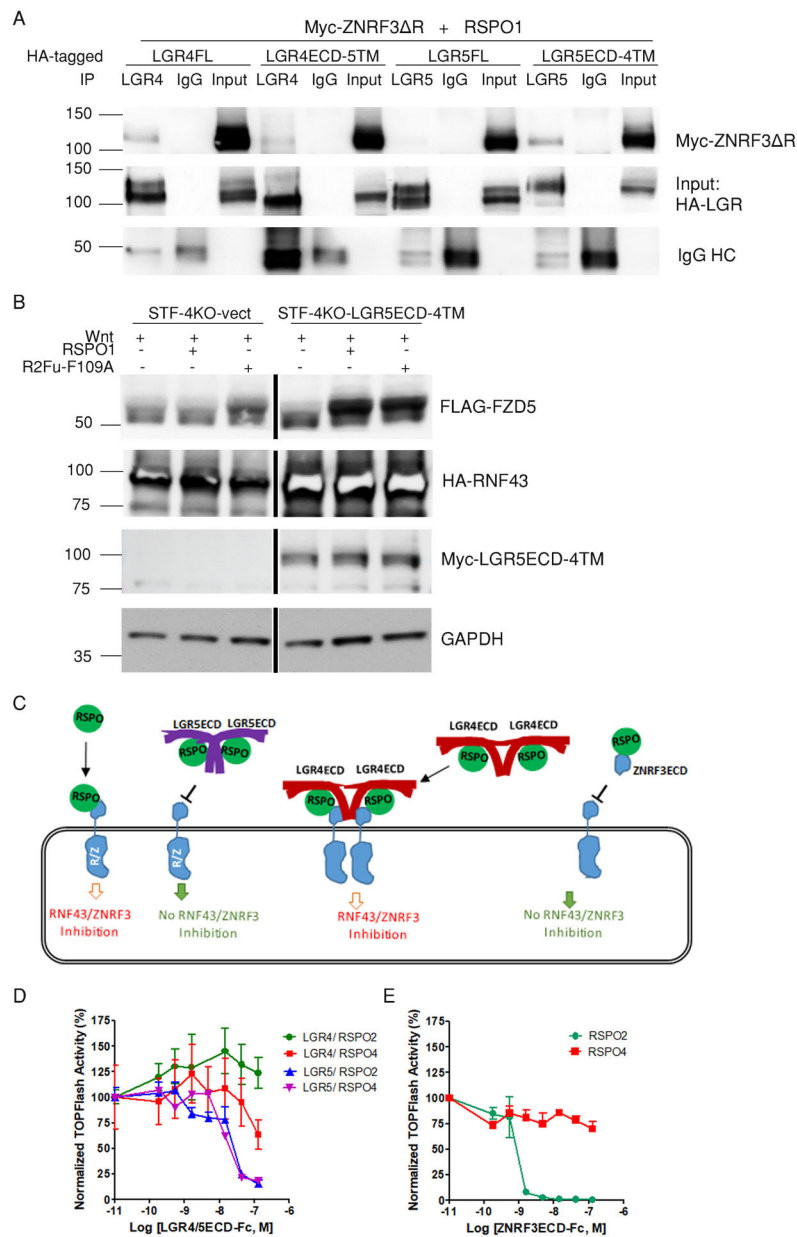 A
Myc-ZNRF3ΔR + RSPO1
HA-tagged LGR4FL LGR4ECD-5TM LGR5FL LGR5ECD-4TM
IP LGR4 IgG Input LGR4 IgG Input LGR5 IgG Input LGR5 IgG Input
150
100
Myc-ZNRF3ΔR
150
100
Input:
HA-LGR
50
IgG HC
B
STF-4KO-vect STF-4KO-LGR5ECD-4TM
Wnt + + + + + +
RSPO1 - + - - + -
R2Fu-F109A - - + - - +
50
FLAG-FZD5
100
75
HA-RNF43
100
75
Myc-LGR5ECD-4TM
35
GAPDH
C
RSPO
RSPO
R/Z
RNF43/ZNRF3
Inhibition
LGR5ECD LGR5ECD
RSPO RSPO
R/Z
No RNF43/ZNRF3
Inhibition
LGR4ECD LGR4ECD
RSPO RSPO
LGR4ECD LGR4ECD
RSPO RSPO
RNF43/ZNRF3
Inhibition
RSPO
ZNRF3ECD
No RNF43/ZNRF3
Inhibition
D
Normalized TOPFlash Activity (%)
175
150
125
100
75
50
25
0
-11 -10 -9 -8 -7 -6
Log [LGR4/5ECD-Fc, M]
LGR4/ RSPO2
LGR4/ RSPO4
LGR5/ RSPO2
LGR5/ RSPO4
E
Normalized TOPFlash Activity (%)
175
150
125
100
75
50
25
0
-11 -10 -9 -8 -7 -6
Log [ZNRF3ECD-Fc, M]
RSPO2
RSPO4